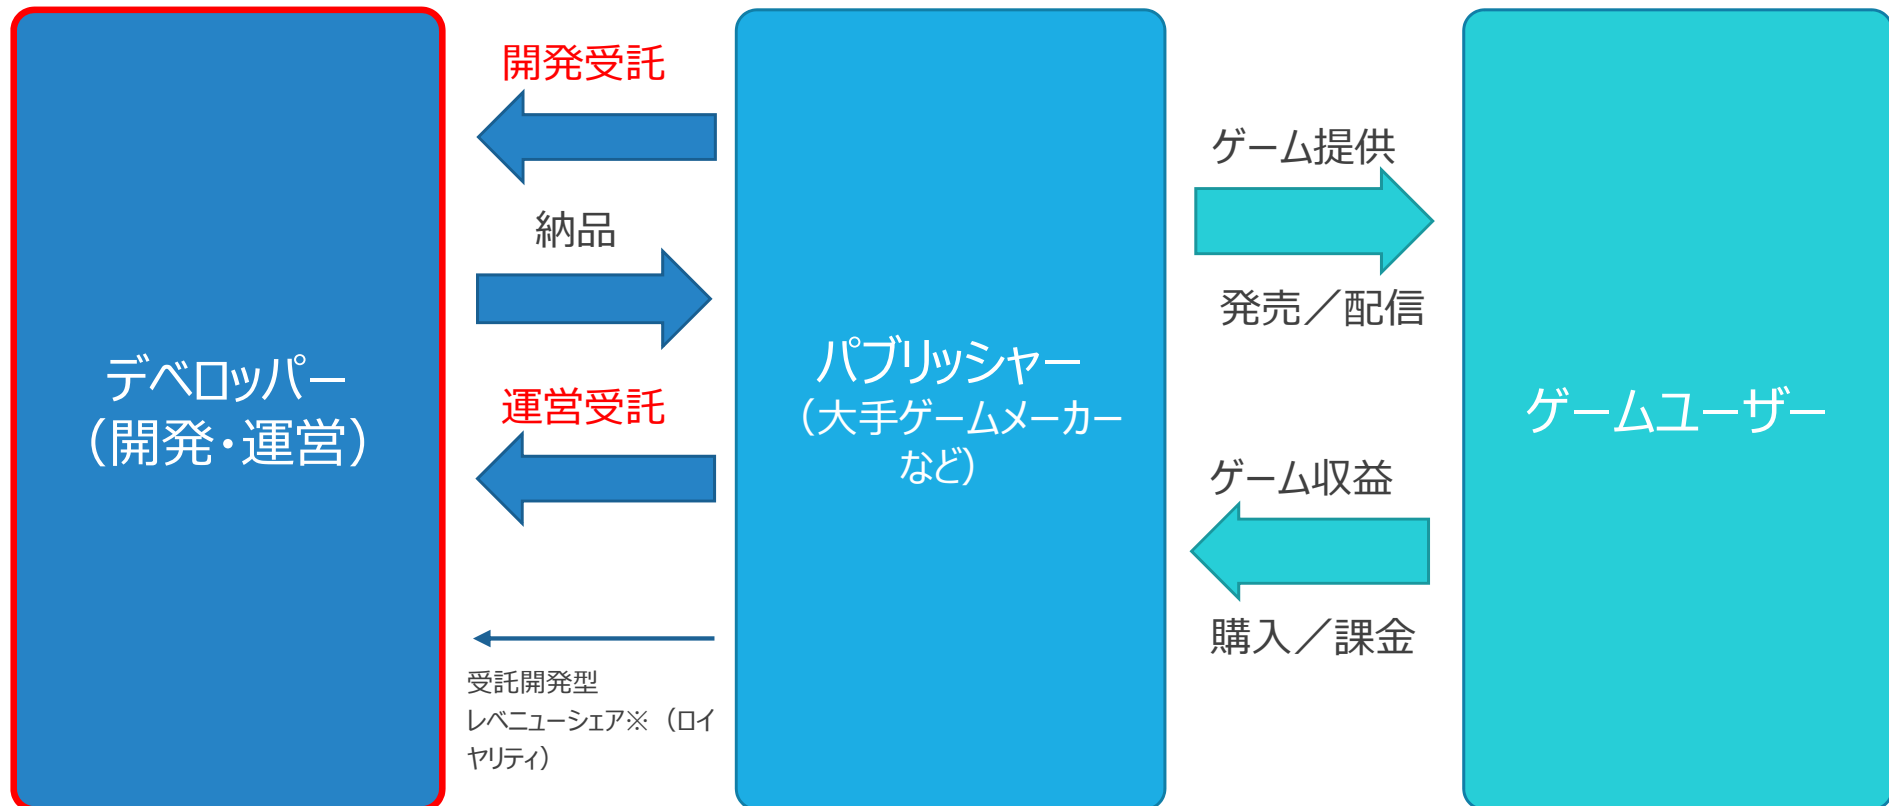 デベロッパー
（開発・運営）
開発受託
納品
運営受託
受託開発型
レベニューシェア※（ロイ
ヤリティ）
パブリッシャー
（大手ゲームメーカー
など）
ゲーム提供
発売／配信
ゲーム収益
購入／課金
ゲームユーザー